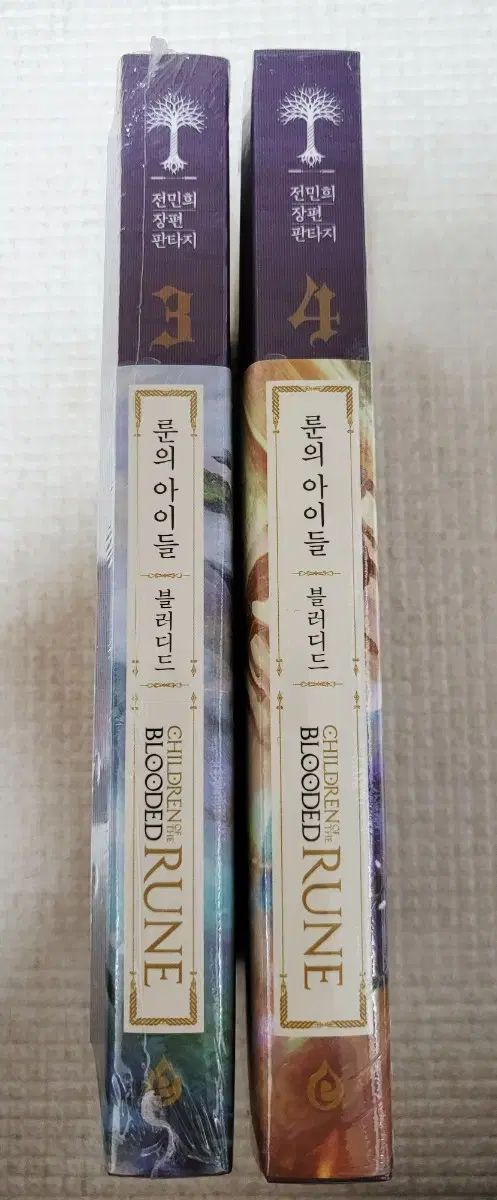 전민희
장편
판타지
3
룬의 아이들
블러디드
CHILDREN OF THE
RUNE
BLOODED
전민희
장편
판타지
4
룬의 아이들
블러디드
CHILDREN OF THE
RUNE
BLOODED